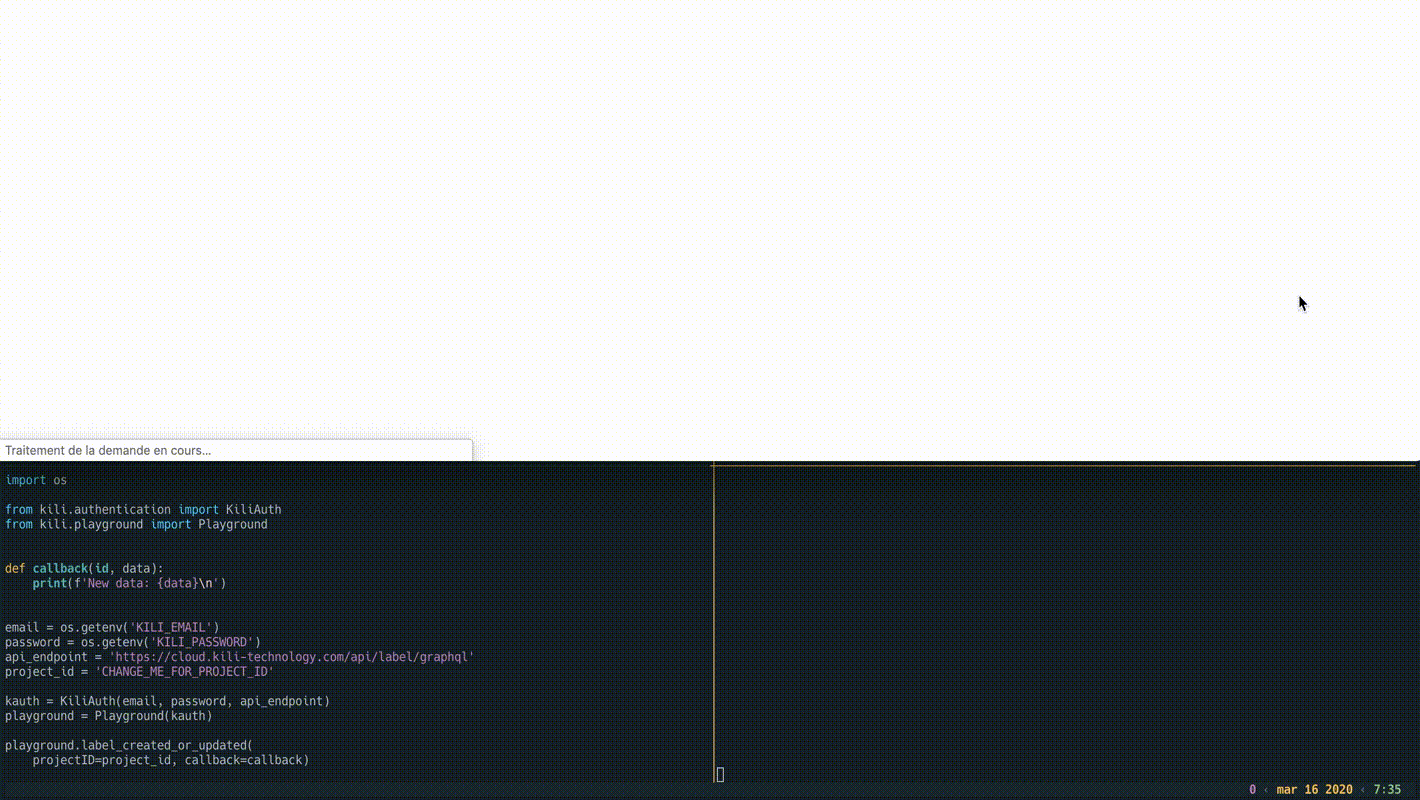 Traitement de la demande en cours...
import os
from kili.authentication import KiliAuth
from kili.playground import Playground
def callback(id, data):
    print(f'New data: {data}\n')
email = os.getenv('KILI_EMAIL')
password = os.getenv('KILI_PASSWORD')
api_endpoint = 'https://cloud.kili-technology.com/api/label/graphql'
project_id = 'CHANGE_ME_FOR_PROJECT_ID'
kauth = KiliAuth(email, password, api_endpoint)
playground = Playground(kauth)
playground.label_created_or_updated(
    projectID=project_id, callback=callback)
0 ‹ mar 16 2020 ‹ 7:35